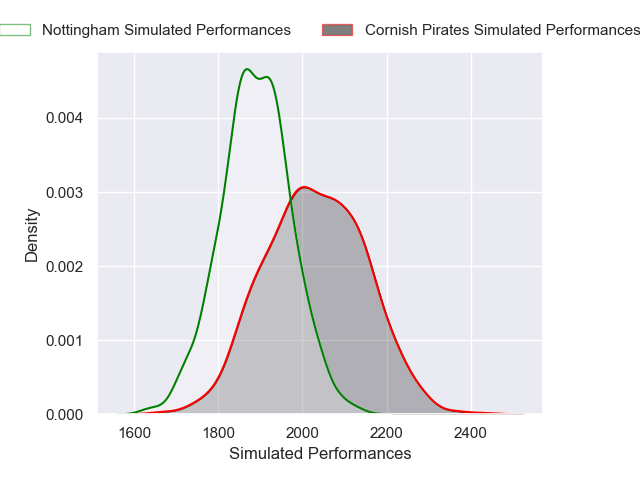 Nottingham Simulated Performances Cornish Pirates Simulated Performances
0.004
0.003
0.002
0.001
0.000
Density
1600 1800 2000 2200 2400
Simulated Performances